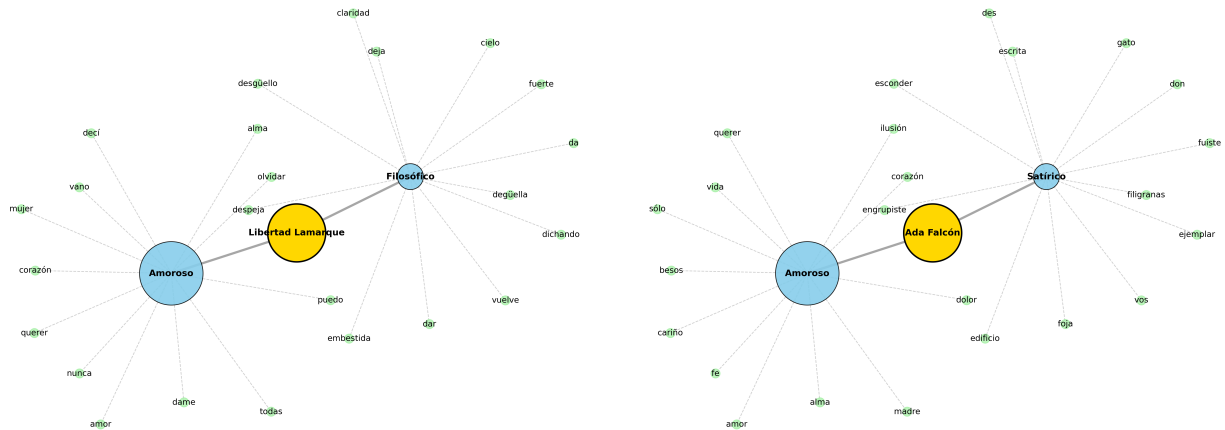 claridad
deja
cielo
desgüello
fuerte
decí
alma
da
olvidar
Filosófico
vano
degüella
mujer
despeja
Libertad Lamarque
dichando
corazón
Amoroso
puedo
vuelve
querer
dar
embestida
nunca
dame
todas
amor
des
escrita
gato
esconder
don
querer
ilusión
fuiste
corazón
Satírico
vida
filigranas
sólo
engrupiste
Ada Falcón
ejemplar
besos
Amoroso
dolor
vos
cariño
foja
edificio
fe
alma
madre
amor